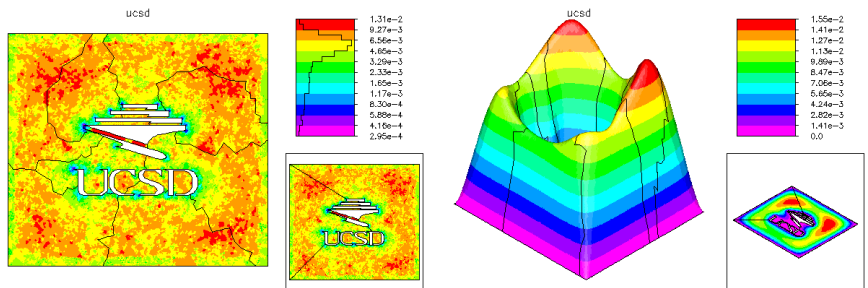 ucsd
1.31e-2
9.27e-3
6.56e-3
4.65e-3
3.29e-3
2.33e-3
1.65e-3
1.17e-3
8.30e-4
5.88e-4
4.16e-4
2.95e-4
UCSD
UCSD
ucsd
1.55e-2
1.41e-2
1.27e-2
1.13e-2
9.89e-3
8.47e-3
7.06e-3
5.65e-3
4.24e-3
2.82e-3
1.41e-3
0.0